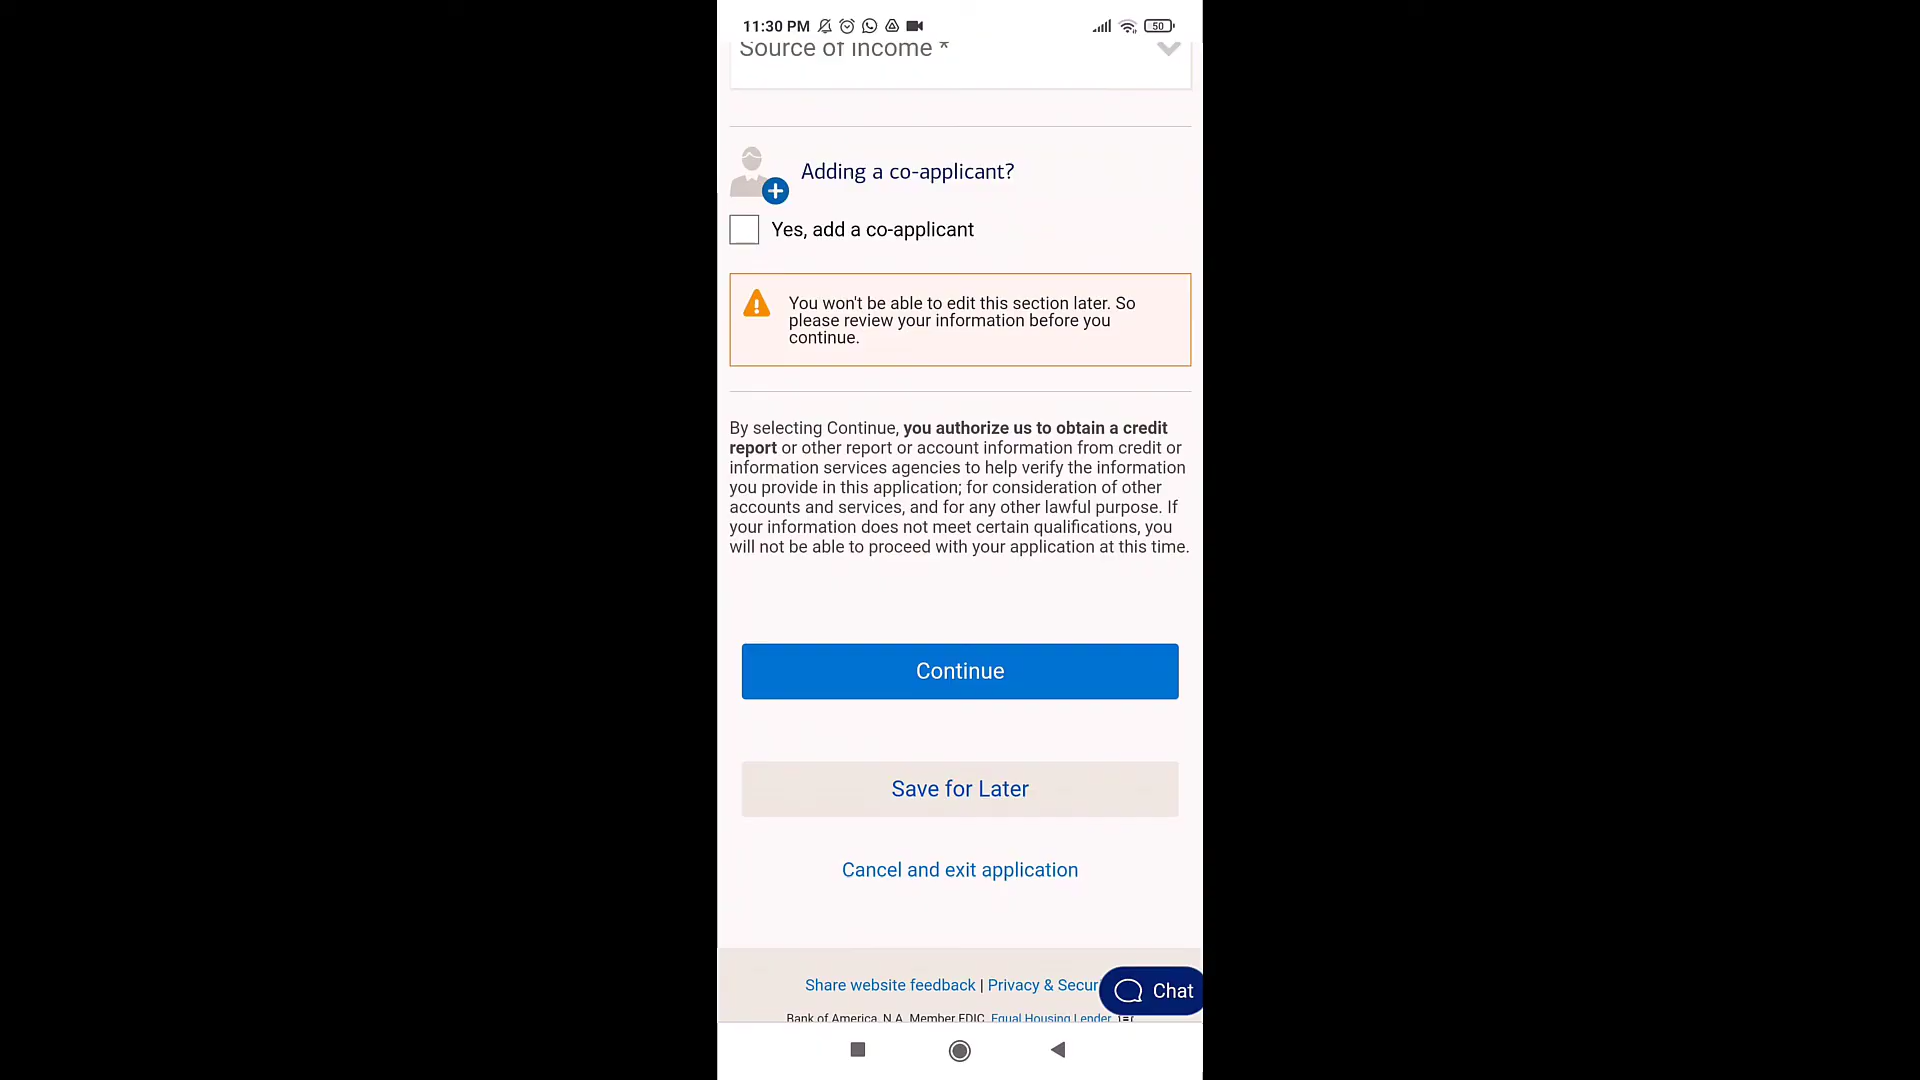 11:30 PM
50
Source of income *
Adding a co-applicant?
Yes, add a co-applicant
You won't be able to edit this section later. So
please review your information before you
continue.
By selecting Continue, you authorize us to obtain a credit
report or other report or account information from credit or
information services agencies to help verify the information
you provide in this application; for consideration of other
accounts and services, and for any other lawful purpose. If
your information does not meet certain qualifications, you
will not be able to proceed with your application at this time.
Continue
Save for Later
Cancel and exit application
Share website feedback | Privacy & Secur
Chat
Bank of America, N.A. Member FDIC. Equal Housing Lender